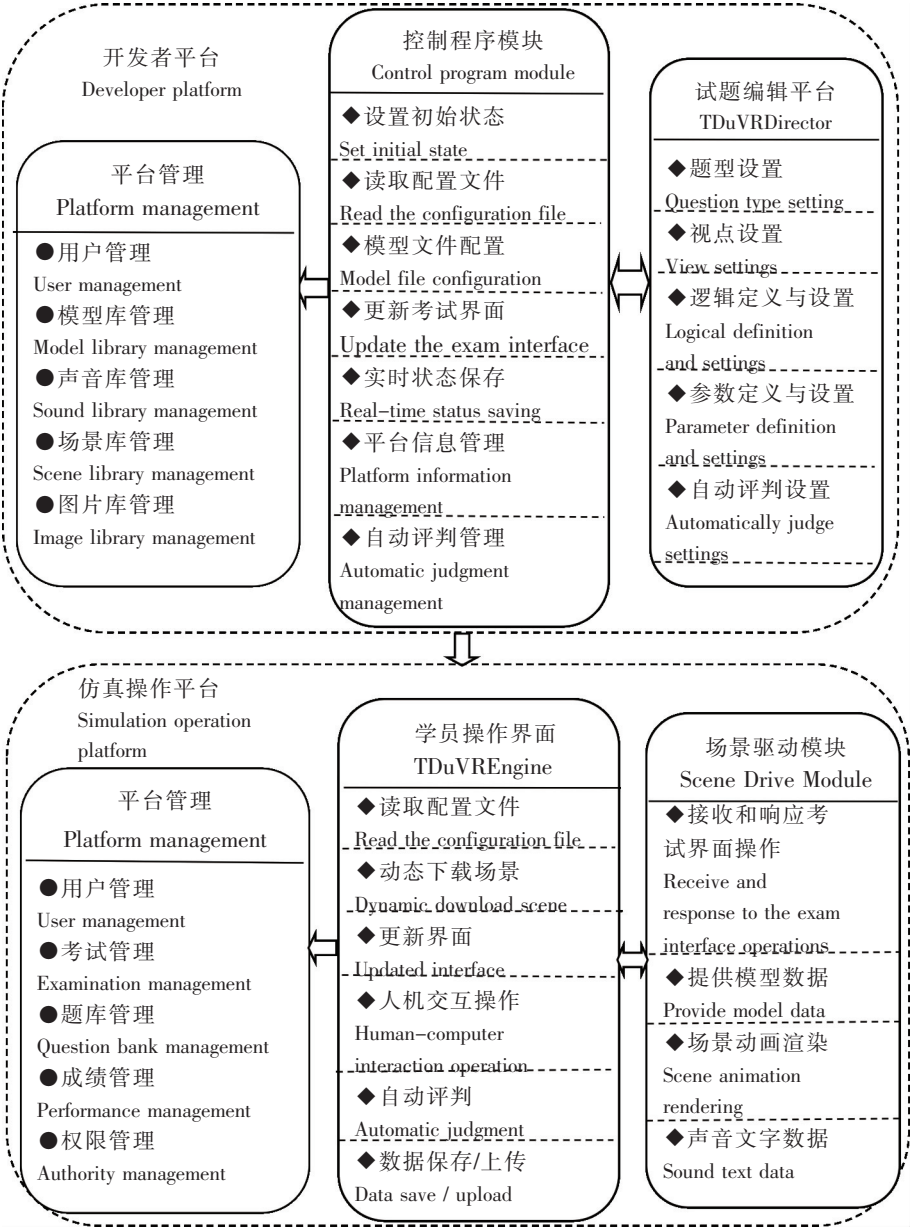 开发者平台
Developer platform
平台管理
Platform management
●用户管理
User management
●模型库管理
Model library management
●声音库管理
Sound library management
●场景库管理
Scene library management
●图片库管理
Image library management
控制程序模块
Control program module
◆设置初始状态
Set initial state
◆读取配置文件
Read the configuration file
◆模型文件配置
Model file configuration
◆更新考试界面
Update the exam interface
◆实时状态保存
Real-time status saving
◆平台信息管理
Platform information
management
◆自动评判管理
Automatic judgment
management
试题编辑平台
TDuVRDirector
◆题型设置
Question type setting
◆视点设置
View settings
◆逻辑定义与设置
Logical definition
and settings
◆参数定义与设置
Parameter definition
and settings
◆自动评判设置
Automatically judge
settings
仿真操作平台
Simulation operation
platform
平台管理
Platform management
●用户管理
User management
●考试管理
Examination management
●题库管理
Question bank management
●成绩管理
Performance management
●权限管理
Authority management
学员操作界面
TDuVREngine
◆读取配置文件
Read the configuration file
◆动态下载场景
Dynamic download scene
◆更新界面
Updated interface
◆人机交互操作
Human-computer
interaction operation
◆自动评判
Automatic judgment
◆数据保存/上传
Data save / upload
场景驱动模块
Scene Drive Module
◆接收和响应考
试界面操作
Receive and
response to the exam
interface operations
◆提供模型数据
Provide model data
◆场景动画渲染
Scene animation
rendering
◆声音文字数据
Sound text data